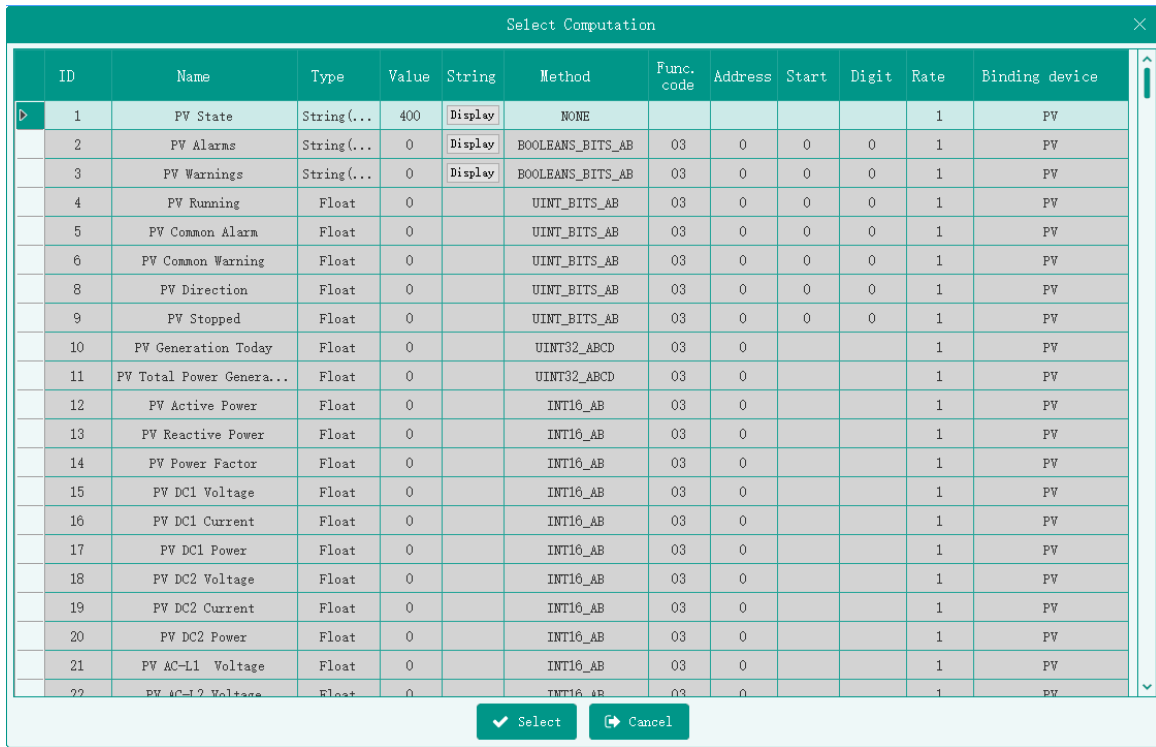 Select Computation
ID Name Type Value String Method Func. code Address Start Digit Rate Binding device
1 PV State String(... 400 Display NONE 1 PV
2 PV Alarms String(... 0 Display BOOLEANS_BITS_AB 03 0 0 0 1 PV
3 PV Warnings String(... 0 Display BOOLEANS_BITS_AB 03 0 0 0 1 PV
4 PV Running Float 0 UINT_BITS_AB 03 0 0 0 1 PV
5 PV Common Alarm Float 0 UINT_BITS_AB 03 0 0 0 1 PV
6 PV Common Warning Float 0 UINT_BITS_AB 03 0 0 0 1 PV
8 PV Direction Float 0 UINT_BITS_AB 03 0 0 0 1 PV
9 PV Stopped Float 0 UINT_BITS_AB 03 0 0 0 1 PV
10 PV Generation Today Float 0 UINT32_ABCD 03 0 1 PV
11 PV Total Power Genera... Float 0 UINT32_ABCD 03 0 1 PV
12 PV Active Power Float 0 INT16_AB 03 0 1 PV
13 PV Reactive Power Float 0 INT16_AB 03 0 1 PV
14 PV Power Factor Float 0 INT16_AB 03 0 1 PV
15 PV DC1 Voltage Float 0 INT16_AB 03 0 1 PV
16 PV DC1 Current Float 0 INT16_AB 03 0 1 PV
17 PV DC1 Power Float 0 INT16_AB 03 0 1 PV
18 PV DC2 Voltage Float 0 INT16_AB 03 0 1 PV
19 PV DC2 Current Float 0 INT16_AB 03 0 1 PV
20 PV DC2 Power Float 0 INT16_AB 03 0 1 PV
21 PV AC-L1 Voltage Float 0 INT16_AB 03 0 1 PV
22 PV AC-L2 Voltage Float 0 INT16_AB 03 0 1 PV
Select Cancel